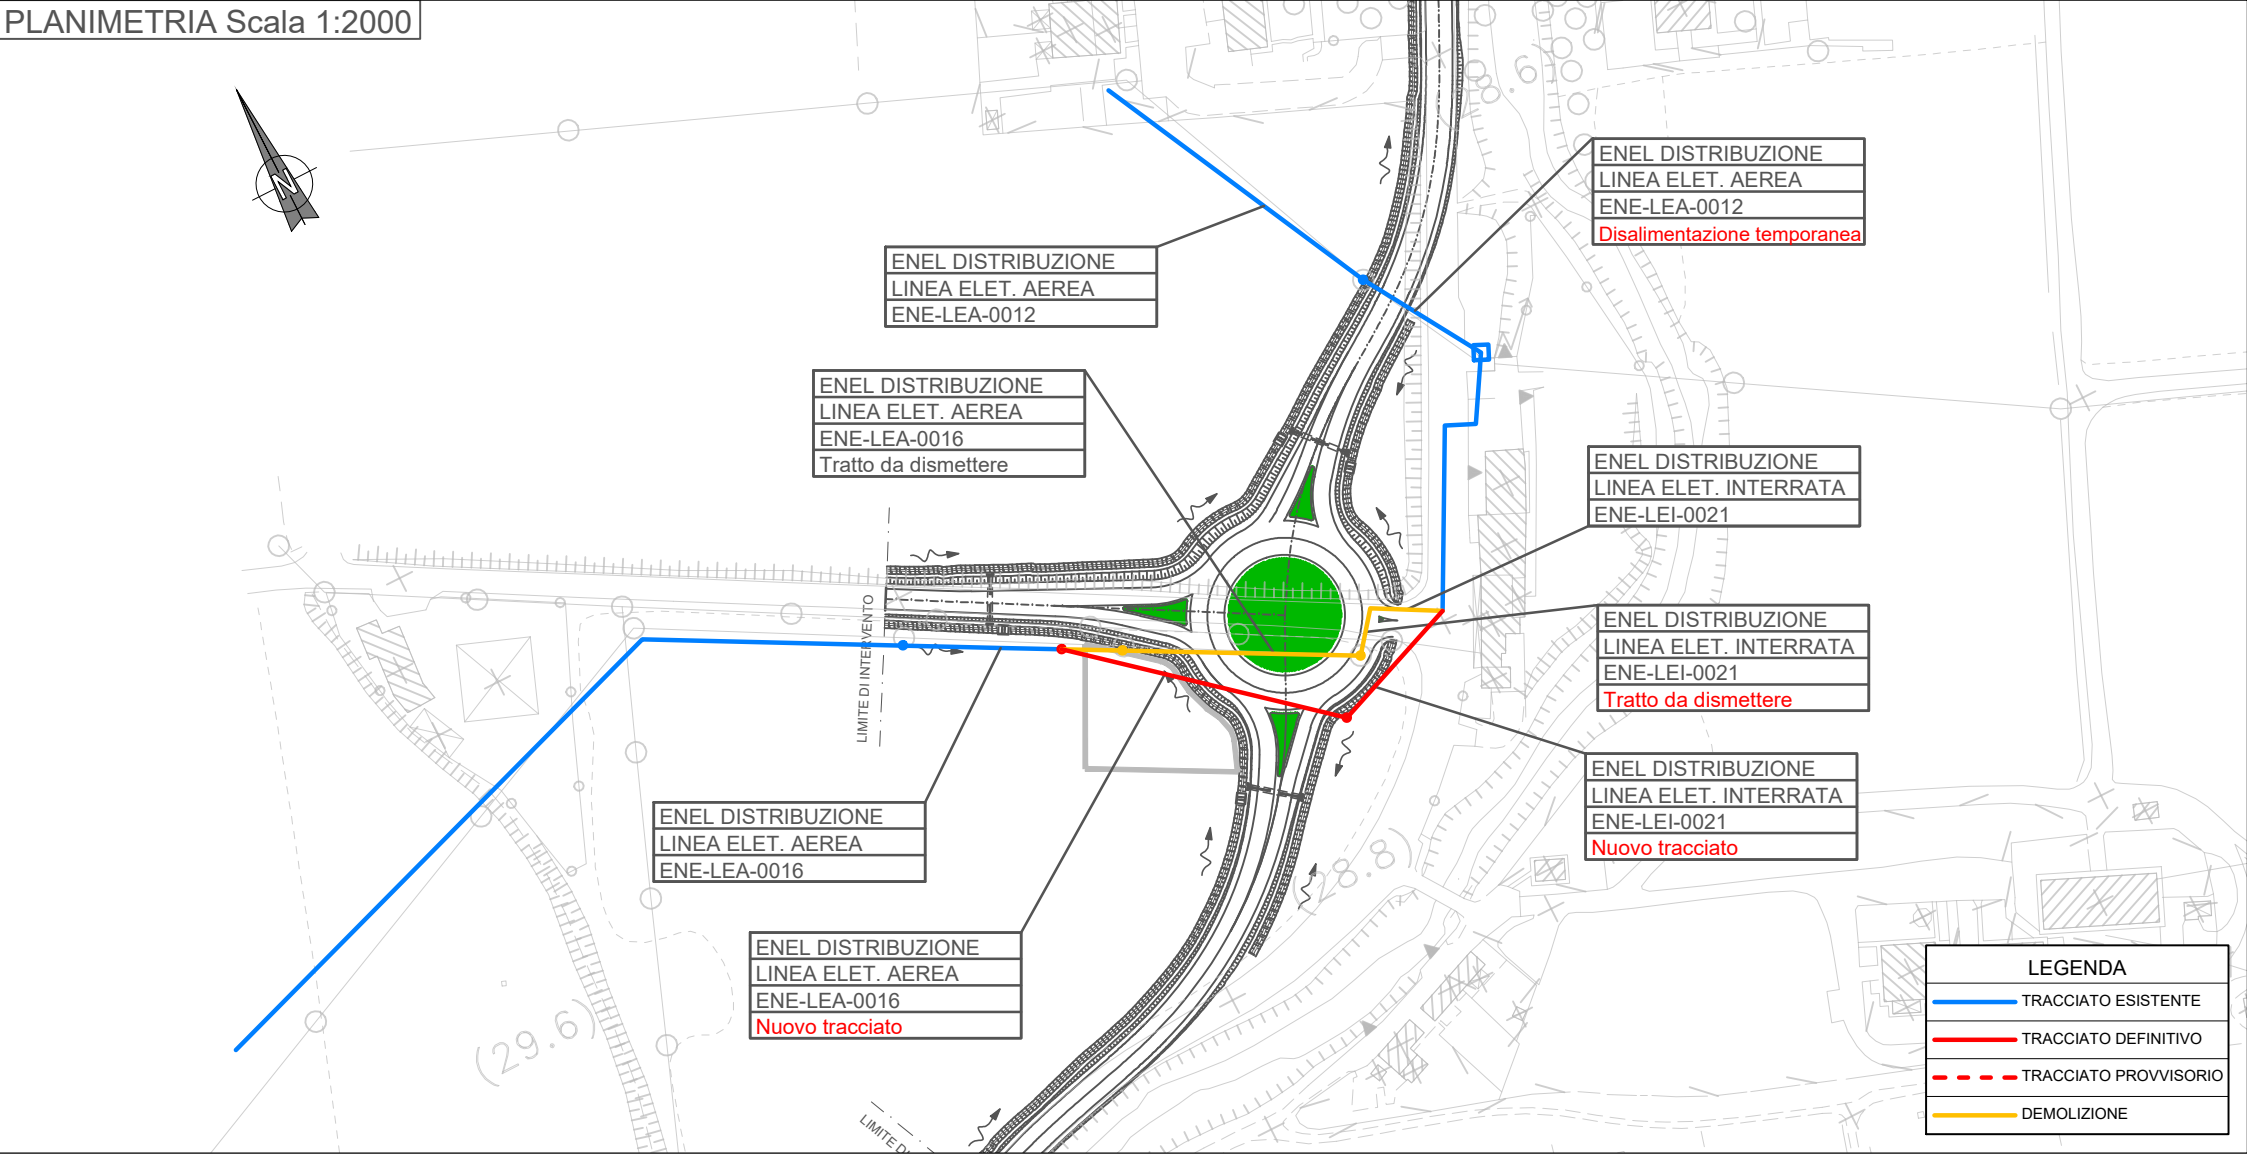 PLANIMETRIA Scala 1:2000
N
ENEL DISTRIBUZIONE
LINEA ELET. AEREA
ENE-LEA-0012
Disalimentazione temporanea
ENEL DISTRIBUZIONE
LINEA ELET. AEREA
ENE-LEA-0012
ENEL DISTRIBUZIONE
LINEA ELET. AEREA
ENE-LEA-0016
Tratto da dismettere
ENEL DISTRIBUZIONE
LINEA ELET. INTERRATA
ENE-LEI-0021
LIMITE DI INTERVENTO
ENEL DISTRIBUZIONE
LINEA ELET. INTERRATA
ENE-LEI-0021
Tratto da dismettere
ENEL DISTRIBUZIONE
LINEA ELET. INTERRATA
ENE-LEI-0021
Nuovo tracciato
ENEL DISTRIBUZIONE
LINEA ELET. AEREA
ENE-LEA-0016
(28.8)
ENEL DISTRIBUZIONE
LINEA ELET. AEREA
ENE-LEA-0016
Nuovo tracciato
(29.6)
LIMITE DI
LEGENDA
TRACCIATO ESISTENTE
TRACCIATO DEFINITIVO
TRACCIATO PROVVISORIO
DEMOLIZIONE